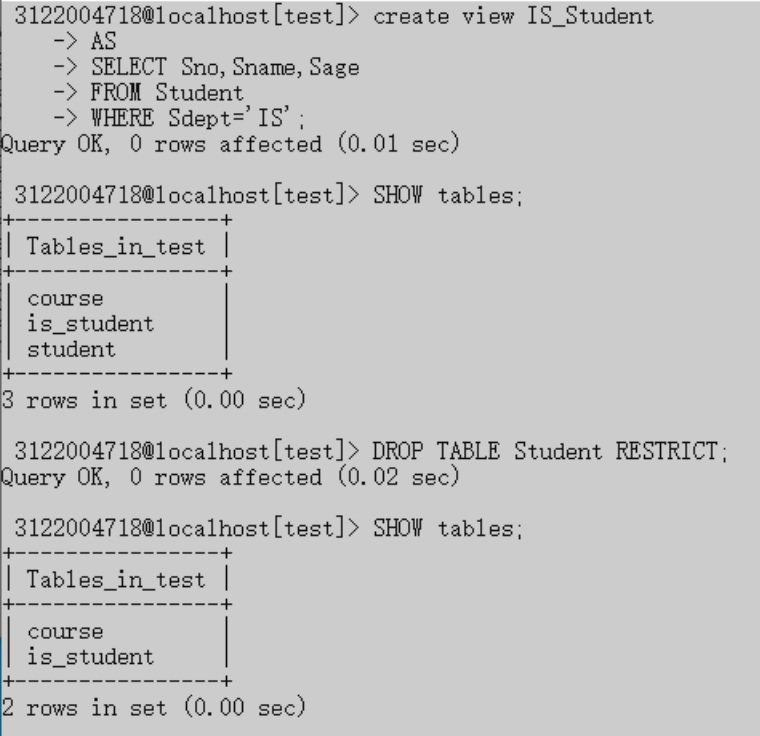 3122004718@localhost[test]> create view IS_Student
-> AS
-> SELECT Sno,Sname,Sage
-> FROM Student
-> WHERE Sdept='IS';
Query OK, 0 rows affected (0.01 sec)
3122004718@localhost[test]> SHOW tables;
+----------------+
| Tables_in_test |
+----------------+
| course         |
| is_student     |
| student        |
+----------------+
3 rows in set (0.00 sec)
3122004718@localhost[test]> DROP TABLE Student RESTRICT;
Query OK, 0 rows affected (0.02 sec)
3122004718@localhost[test]> SHOW tables;
+----------------+
| Tables_in_test |
+----------------+
| course         |
| is_student     |
+----------------+
2 rows in set (0.00 sec)